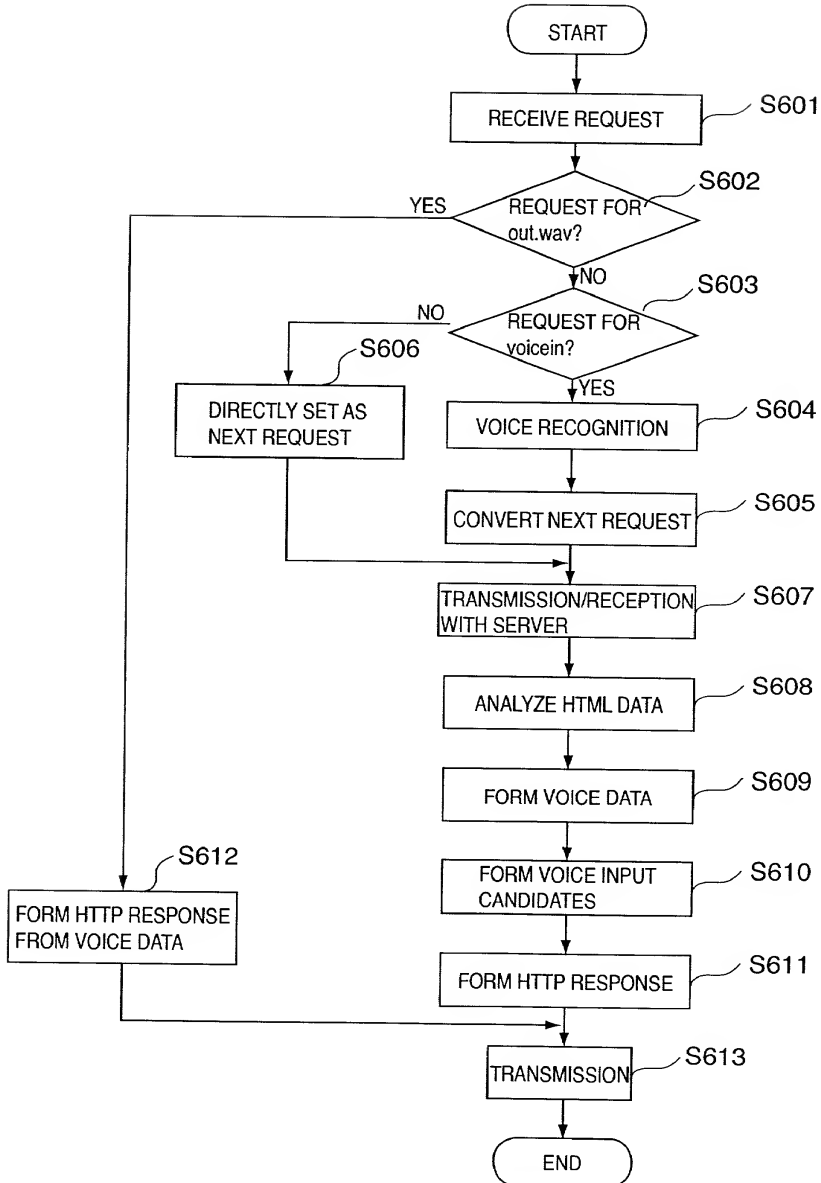 START
RECEIVE REQUEST
S601
S602
YES
REQUEST FOR
out.wav?
NO
S603
NO
REQUEST FOR
voicein?
S606
YES
DIRECTLY SET AS
NEXT REQUEST
S604
VOICE RECOGNITION
S605
CONVERT NEXT REQUEST
S607
TRANSMISSION/RECEPTION
WITH SERVER
S608
ANALYZE HTML DATA
S609
FORM VOICE DATA
S612
S610
FORM VOICE INPUT
CANDIDATES
FORM HTTP RESPONSE
FROM VOICE DATA
S611
FORM HTTP RESPONSE
S613
TRANSMISSION
END